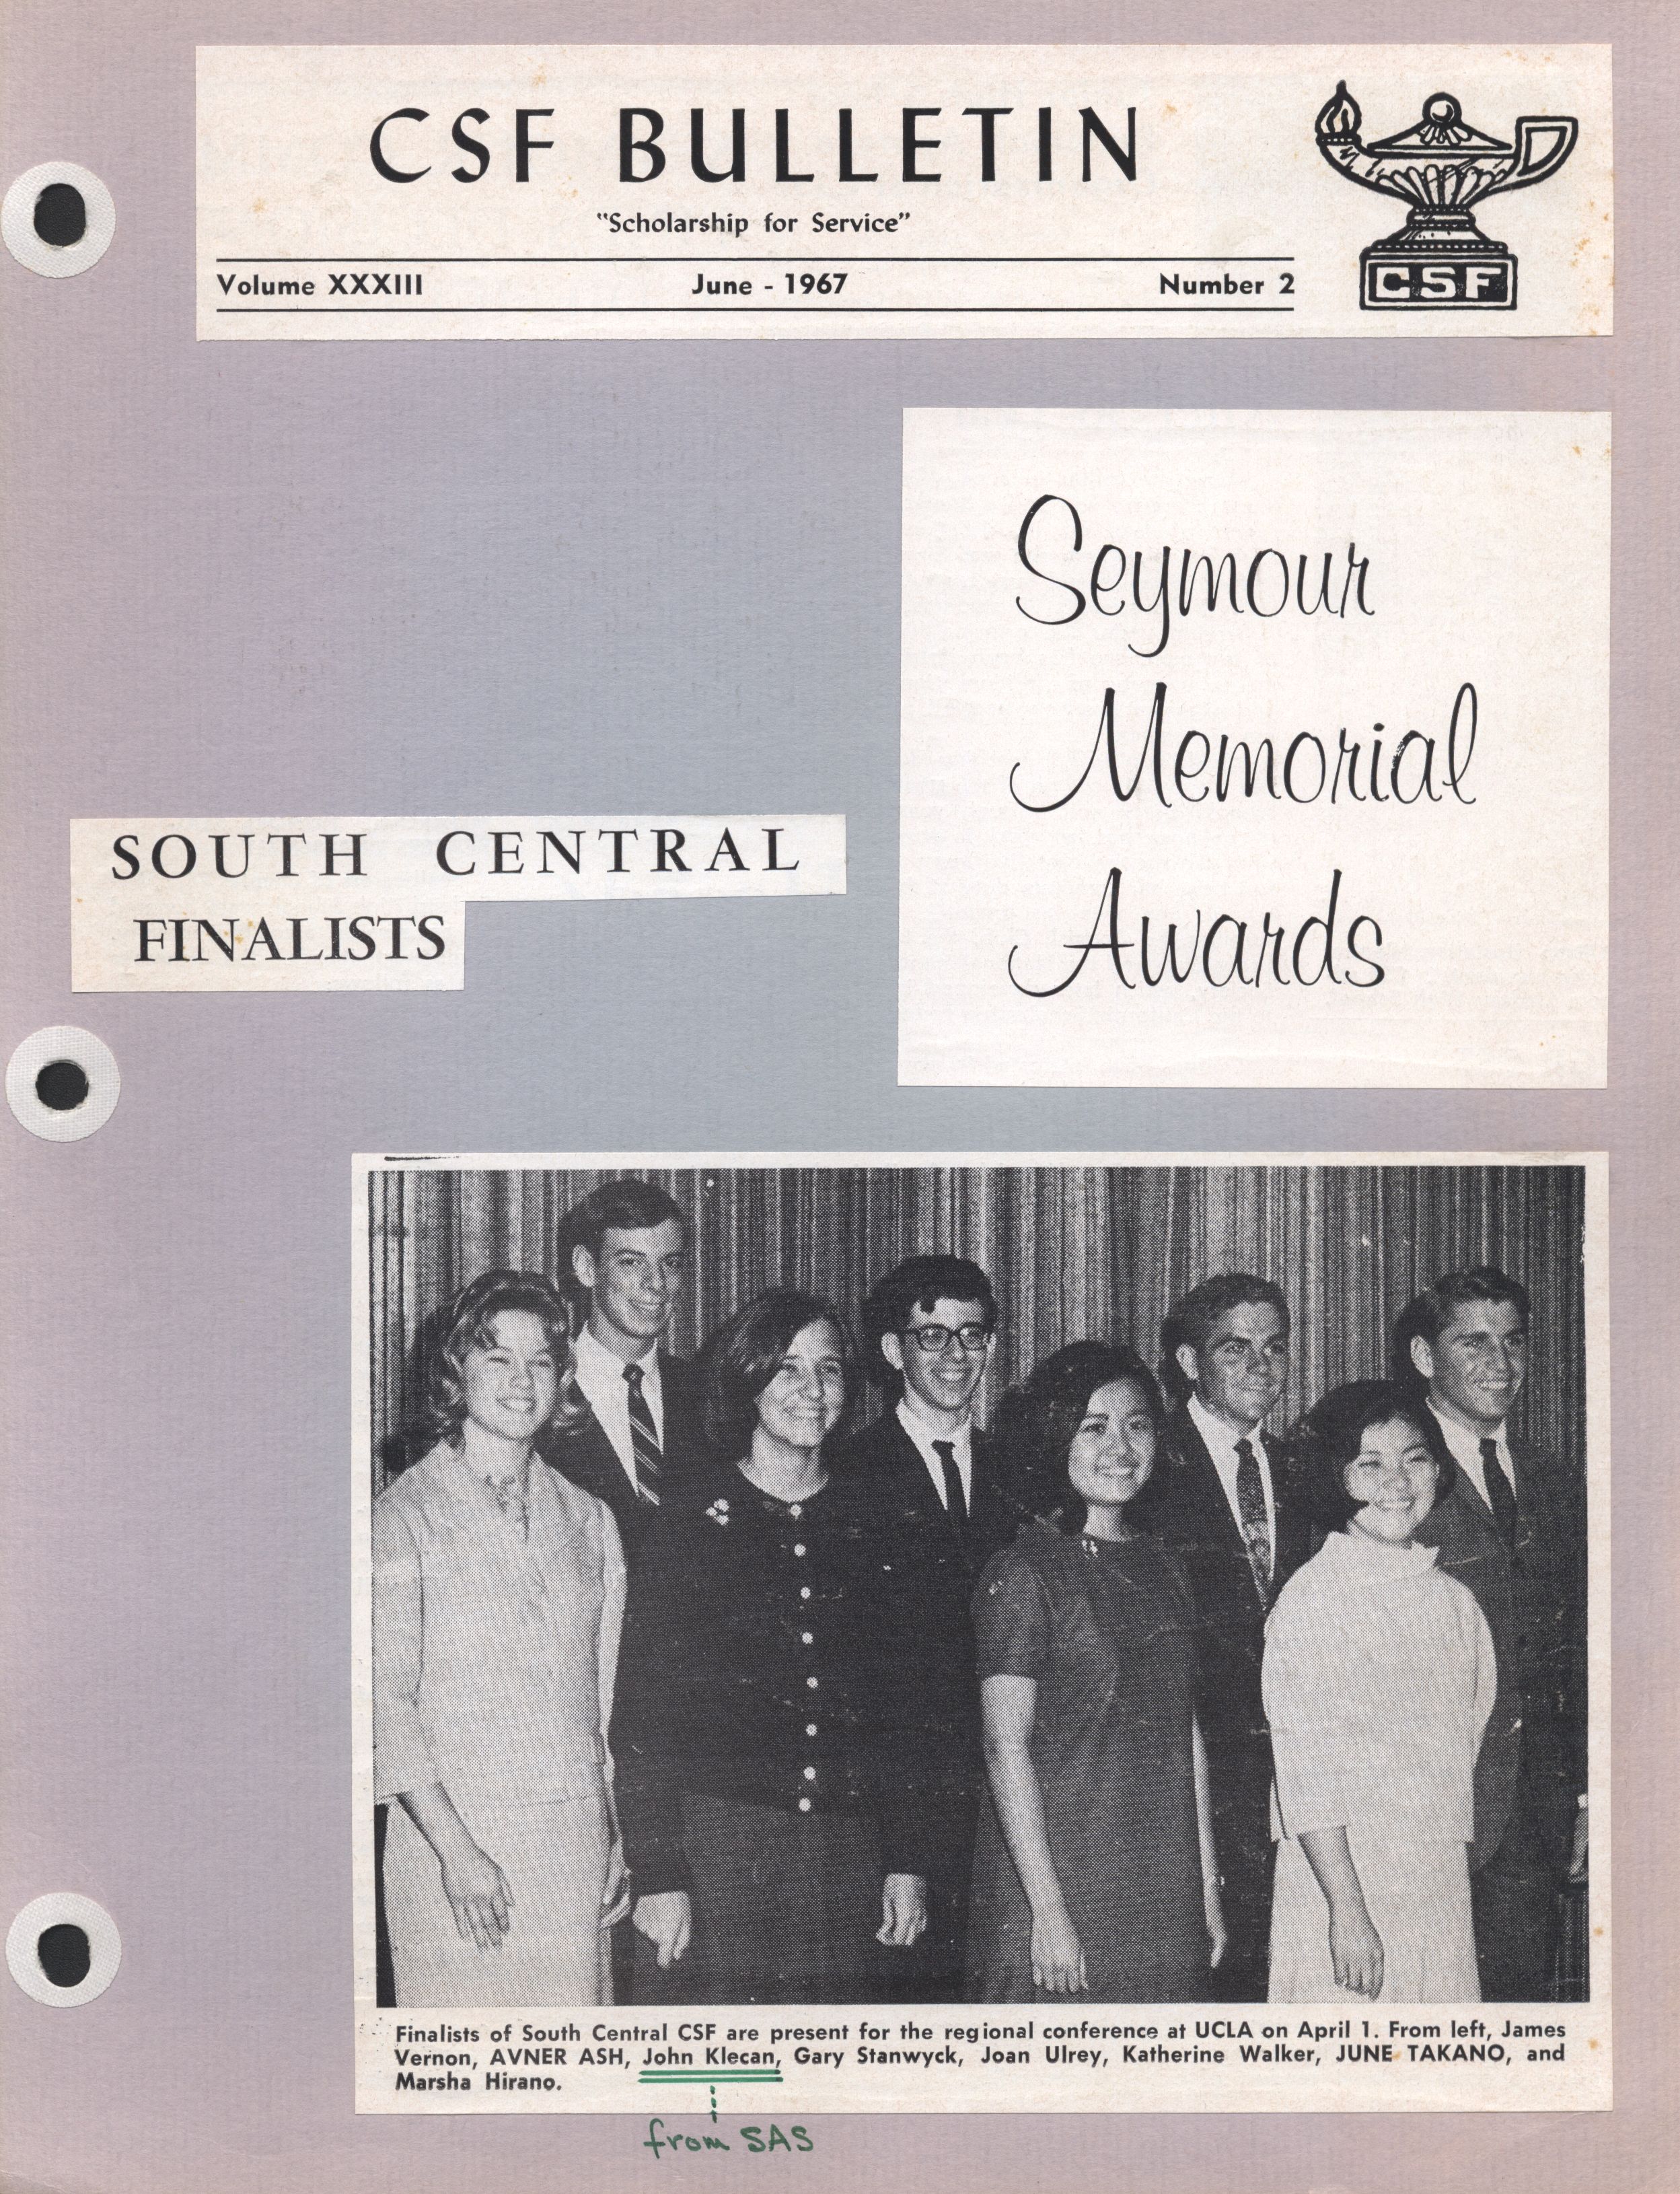 CSF BULLETIN
"Scholarship for Service"
Volume XXXIII June - 1967 Number 2
CSF
Seymour
Memorial
Awards
SOUTH CENTRAL
FINALISTS
Finalists of South Central CSF are present for the regional conference at UCLA on April 1. From left, James
Vernon, AVNER ASH, John Klecan, Gary Stanwyck, Joan Ulrey, Katherine Walker, JUNE TAKANO, and
Marsha Hirano.
from SAS